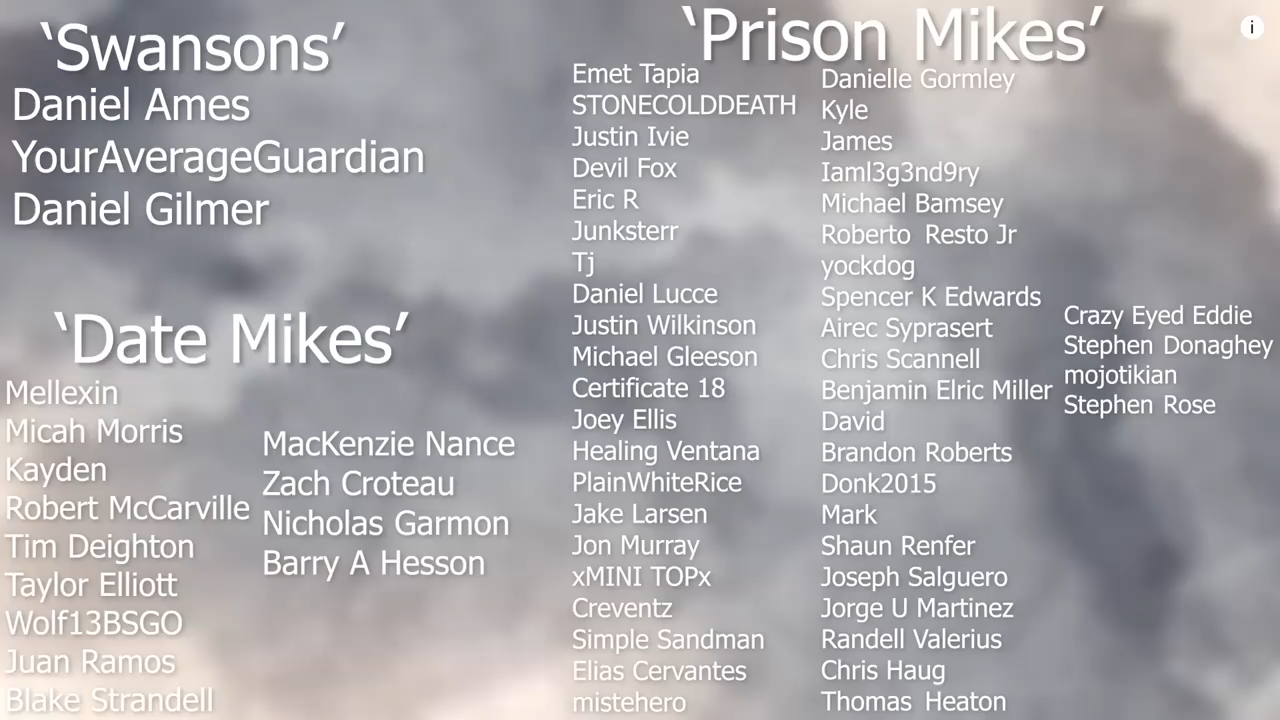 ‘Swansons’
Daniel Ames
YourAverageGuardian
Daniel Gilmer
‘Date Mikes’
Mellexin
Micah Morris
Kayden
Robert McCarville
Tim Deighton
Taylor Elliott
Wolf13BSGO
Juan Ramos
Blake Strandell
MacKenzie Nance
Zach Croteau
Nicholas Garmon
Barry A Hesson
‘Prison Mikes’
Emet Tapia
STONECOLDDEATH
Justin Ivie
Devil Fox
Eric R
Junksterr
Tj
Daniel Lucce
Justin Wilkinson
Michael Gleeson
Certificate 18
Joey Ellis
Healing Ventana
PlainWhiteRice
Jake Larsen
Jon Murray
xMINI TOPx
Creventz
Simple Sandman
Elias Cervantes
mistehero
Danielle Gormley
Kyle
James
Iaml3g3nd9ry
Michael Bamsey
Roberto Resto Jr
yockdog
Spencer K Edwards
Airec Syprasert
Chris Scannell
Benjamin Elric Miller
David
Brandon Roberts
Donk2015
Mark
Shaun Renfer
Joseph Salguero
Jorge U Martinez
Randell Valerius
Chris Haug
Thomas Heaton
Crazy Eyed Eddie
Stephen Donaghey
mojotikian
Stephen Rose
i